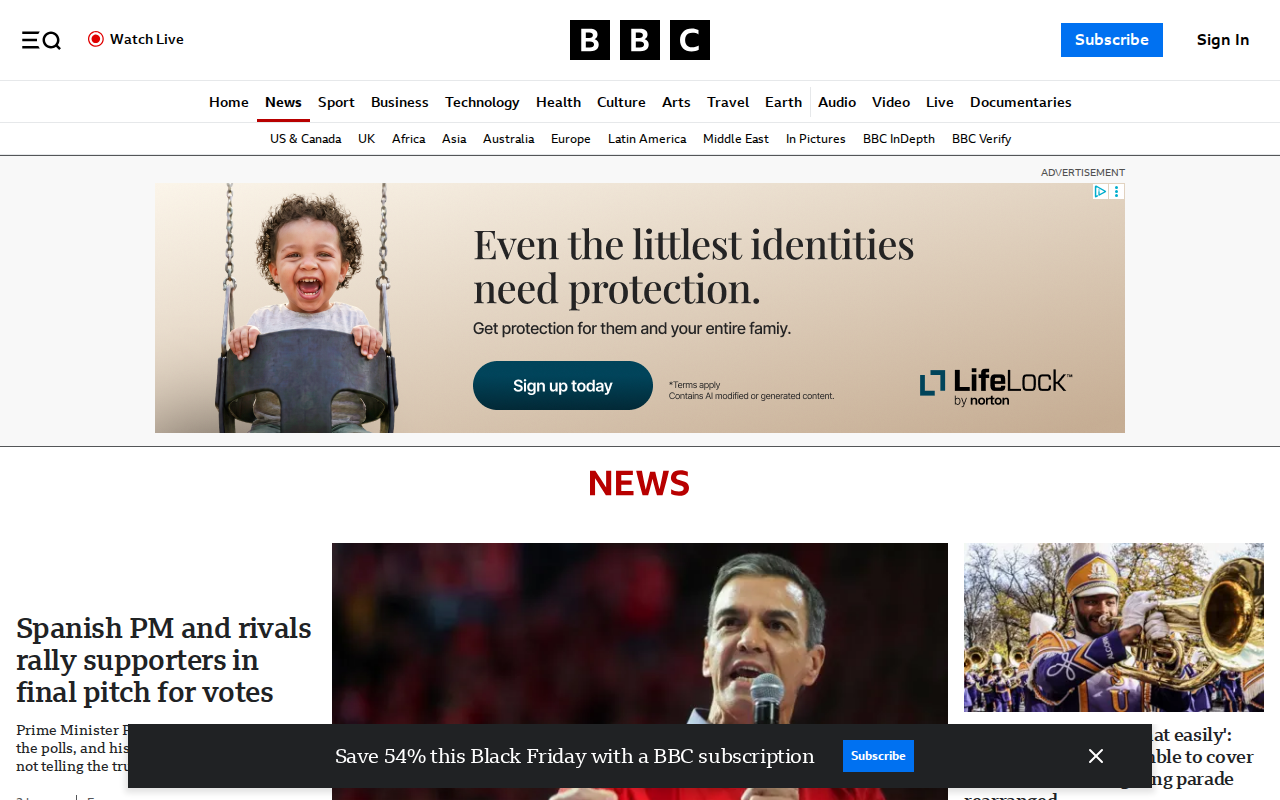 Watch Live
BBC
Subscribe
Sign In
Home
News
Sport
Business
Technology
Health
Culture
Arts
Travel
Earth
Audio
Video
Live
Documentaries
US & Canada
UK
Africa
Asia
Australia
Europe
Latin America
Middle East
In Pictures
BBC InDepth
BBC Verify
ADVERTISEMENT
Even the littlest identities
need protection.
Get protection for them and your entire famiy.
Sign up today
*Terms apply
Contains AI modified or generated content.
LifeLock™
by norton
NEWS
Spanish PM and rivals
rally supporters in
final pitch for votes
Prime Minister
the polls, and his
not telling the
easily':
to cover
parade
rearranged
Save 54% this Black Friday with a BBC subscription
Subscribe